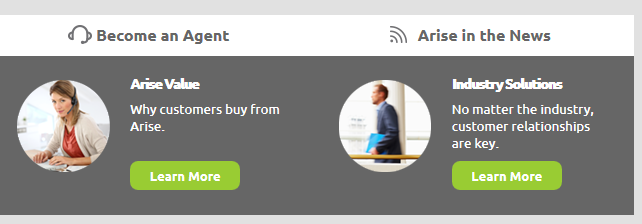 Become an Agent
Arise in the News
Arise Value
Why customers buy from
Arise.
Learn More
Industry Solutions
No matter the industry,
customer relationships
are key.
Learn More